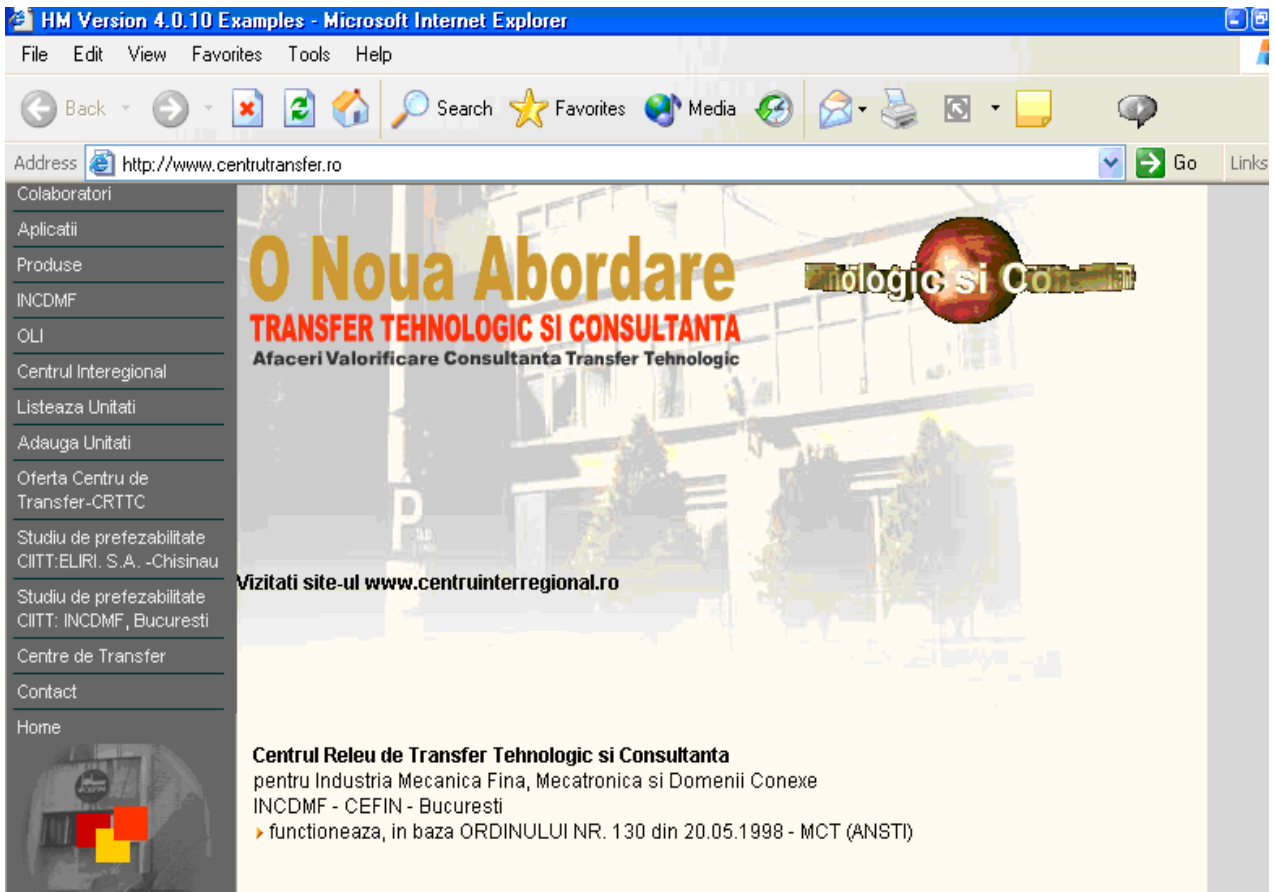 HM Version 4.0.10 Examples - Microsoft Internet Explorer
File Edit View Favorites Tools Help
Back Search Favorites Media
Address http://www.centrutransfer.ro Go Links
Colaboratori
Aplicatii
Produse
INCDMF
OLI
Centrul Interegional
Listeaza Unitati
Adauga Unitati
Oferta Centru de
Transfer-CRTTC
Studiu de prefezabilitate
CIITT:ELIRI. S.A. -Chisinau
Studiu de prefezabilitate
CIITT: INCDMF, Bucuresti
Centre de Transfer
Contact
Home
O Noua Abordare
TRANSFER TEHNOLOGIC SI CONSULTANTA
Afaceri Valorificare Consultanta Transfer Tehnologic
si
P
Vizitati site-ul www.centruinterregional.ro
Centrul Releu de Transfer Tehnologic si Consultanta
pentru Industria Mecanica Fina, Mecatronica si Domenii Conexe
INCDMF - CEFIN - Bucuresti
functioneaza, in baza ORDINULUI NR. 130 din 20.05.1998 - MCT (ANSTI)